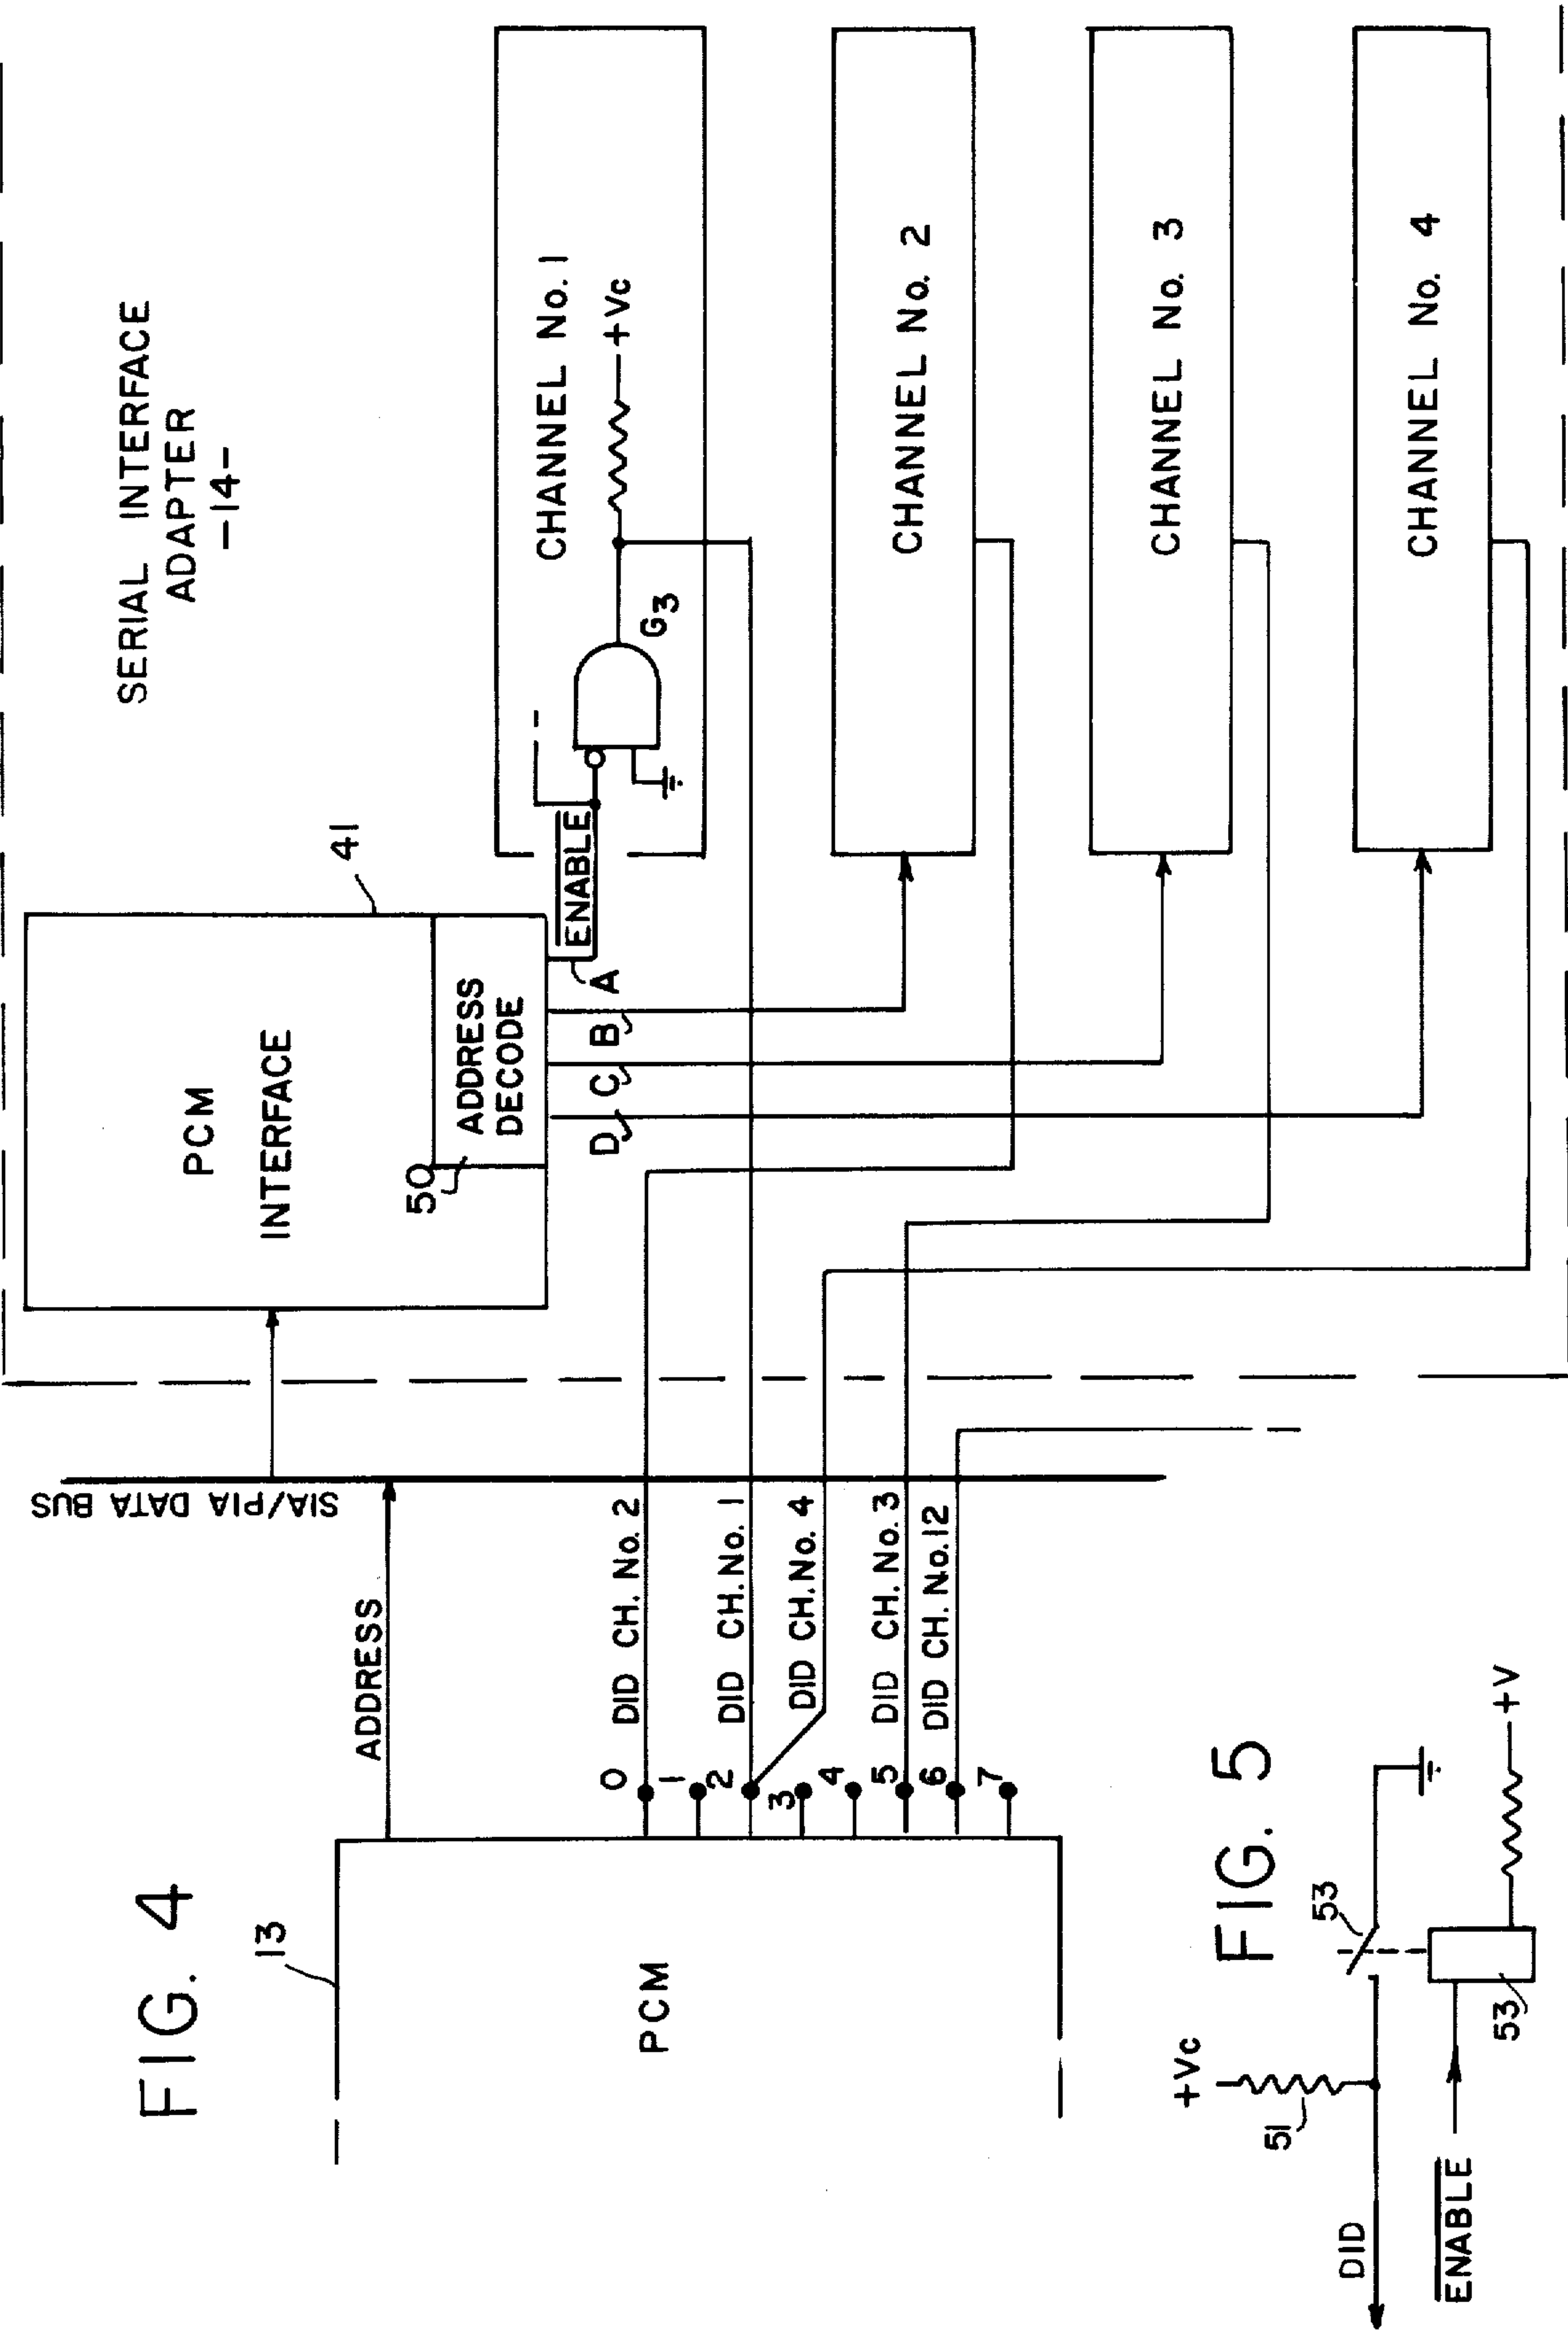 FIG. 4
13
PCM
ADDRESS
0
1
2
3
4
5
6
7
DID CH. No. 2
DID CH. No. 1
DID CH. No. 4
DID CH. No. 3
DID CH. No. 12
SIA/PIA DATA BUS
SERIAL INTERFACE
ADAPTER
-14-
PCM
INTERFACE
41
50
ADDRESS
DECODE
D
C
B
A
ENABLE
CHANNEL No. 1
G3
+Vc
CHANNEL No. 2
CHANNEL No. 3
CHANNEL No. 4
FIG. 5
+Vc
51
53
DID
ENABLE
53
+V